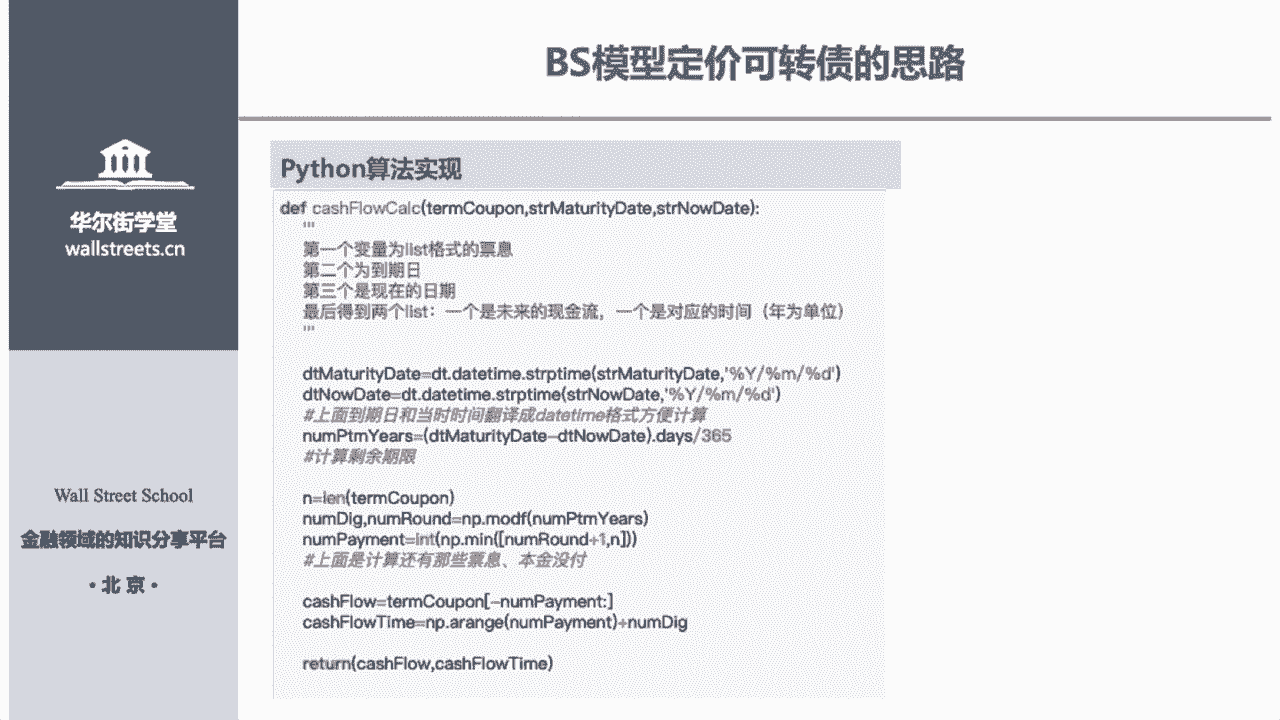 BS模型定价可转债的思路
华尔街学堂
wallstreets.cn
Wall Street School
金融领域的知识分享平台
·北 京·
Python算法实现
def cashFlowCalc(termCoupon,strMaturityDate,strNowDate):
'''
第一个变量为list格式的票息
第二个为到期日
第三个是现在的日期
最后得到两个list：一个是未来的现金流，一个是对应的时间（年为单位）
'''
dtMaturityDate=dt.datetime.strptime(strMaturityDate,'%Y/%m/%d')
dtNowDate=dt.datetime.strptime(strNowDate,'%Y/%m/%d')
#上面到期日和当时时间翻译成datetime格式方便计算
numPtmYears=(dtMaturityDate-dtNowDate).days/365
#计算剩余期限
n=len(termCoupon)
numDig,numRound=np.modf(numPtmYears)
numPayment=int(np.min([numRound+1,n]))
#上面是计算还有那些票息、本金没付
cashFlow=termCoupon[-numPayment:]
cashFlowTime=np.arange(numPayment)+numDig
return(cashFlow,cashFlowTime)